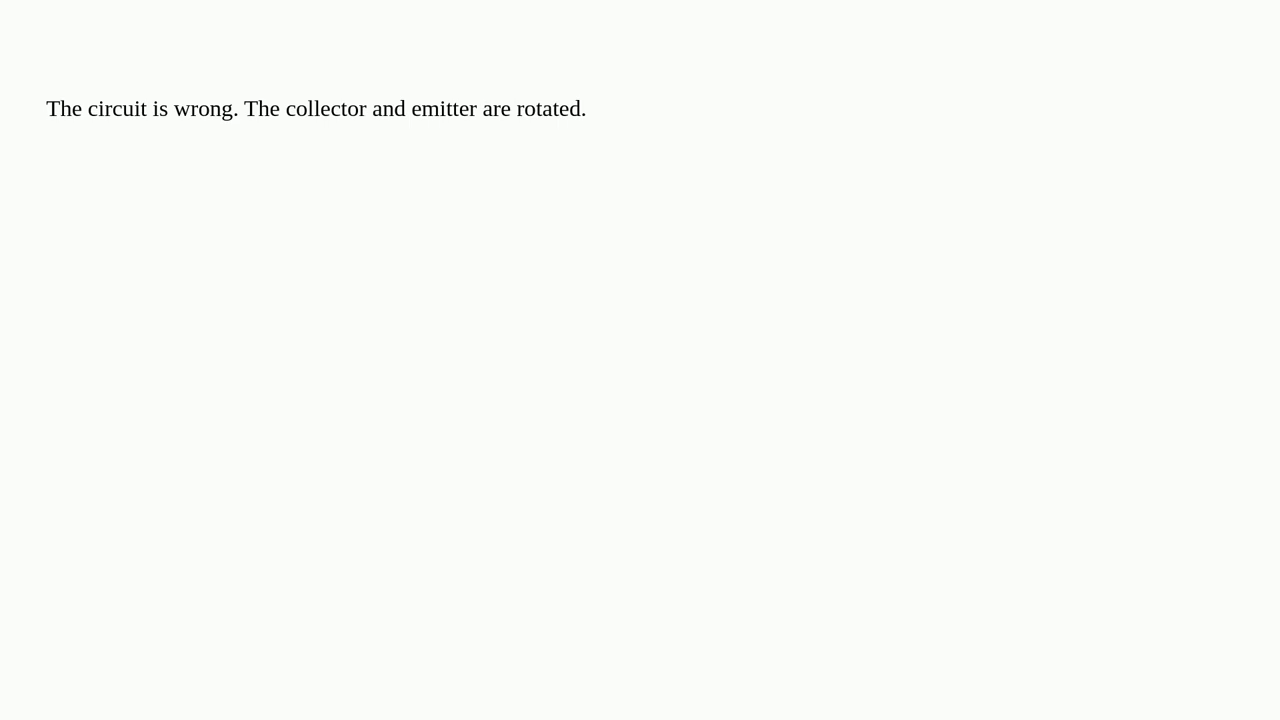 The circuit is wrong. The collector and emitter are rotated.